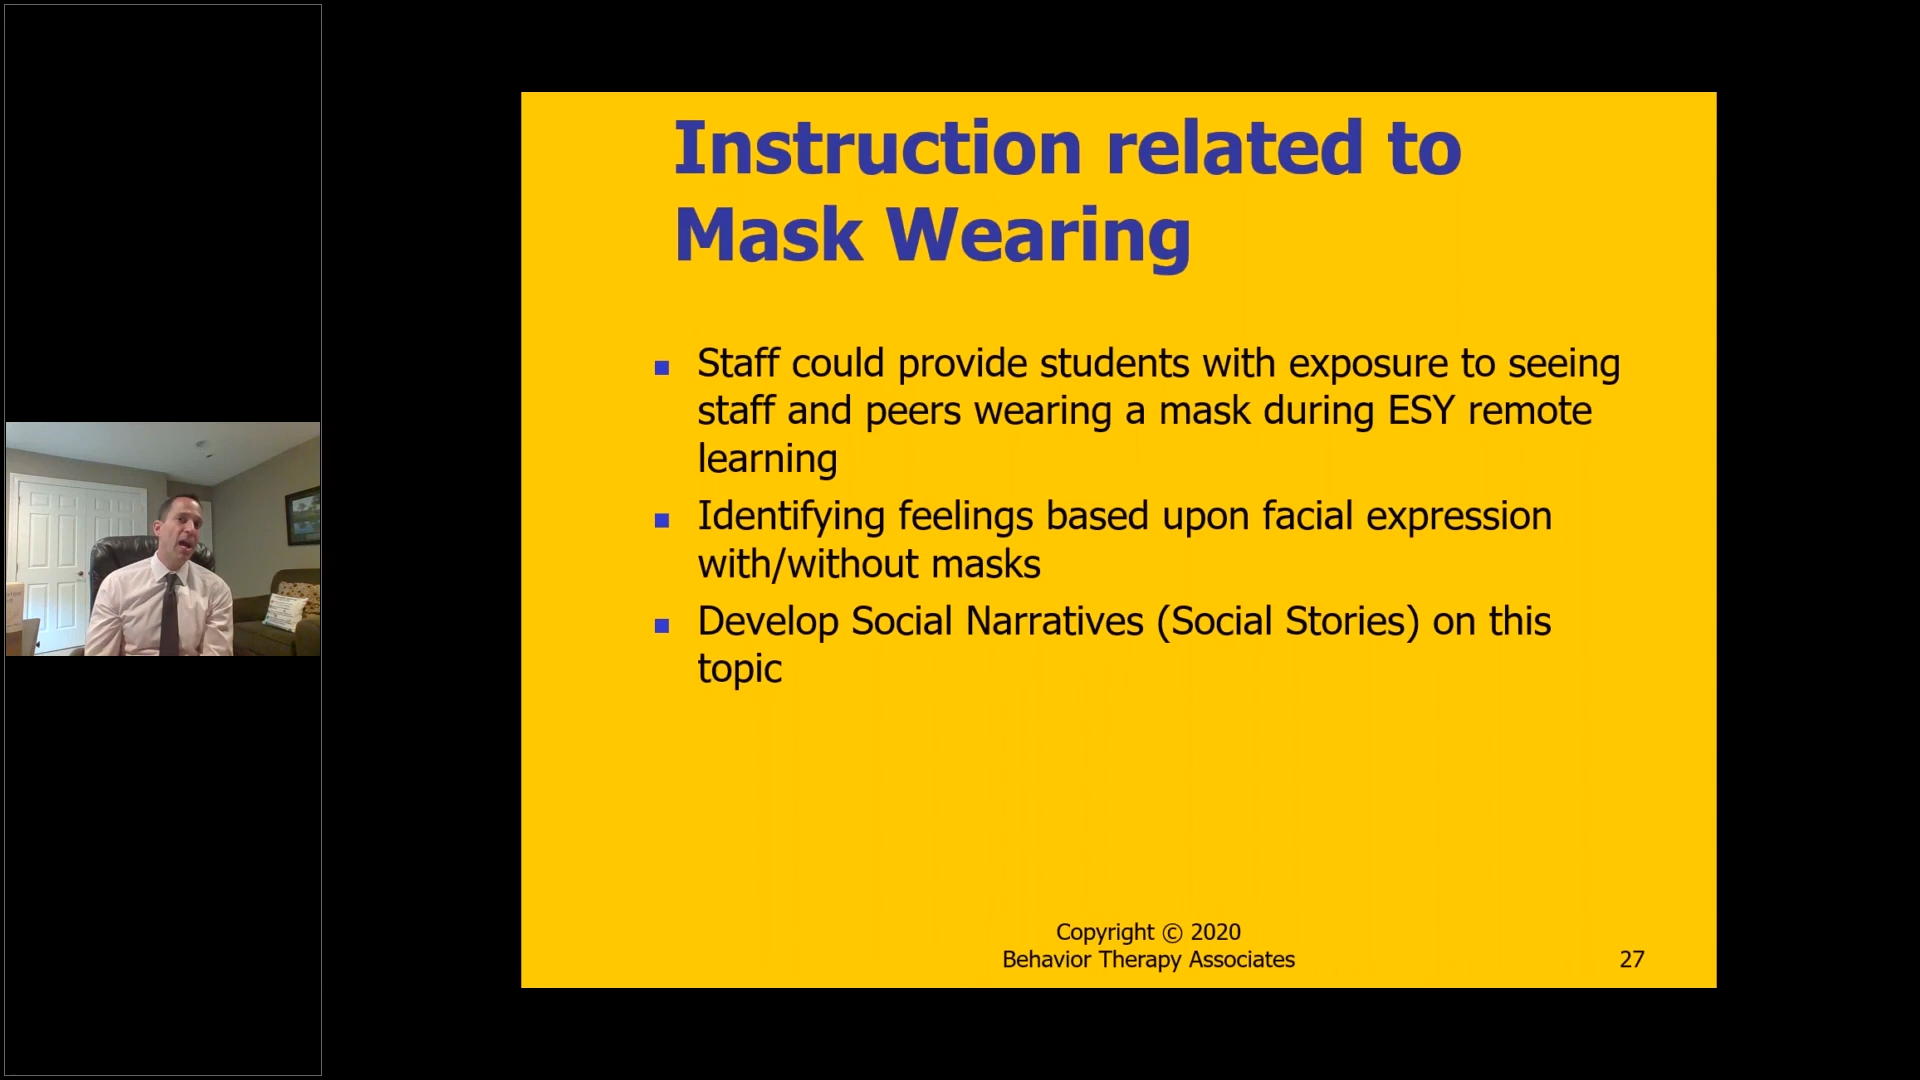 Instruction related to
Mask Wearing
Staff could provide students with exposure to seeing
staff and peers wearing a mask during ESY remote
learning
Identifying feelings based upon facial expression
with/without masks
Develop Social Narratives (Social Stories) on this
topic
Copyright © 2020
Behavior Therapy Associates
27